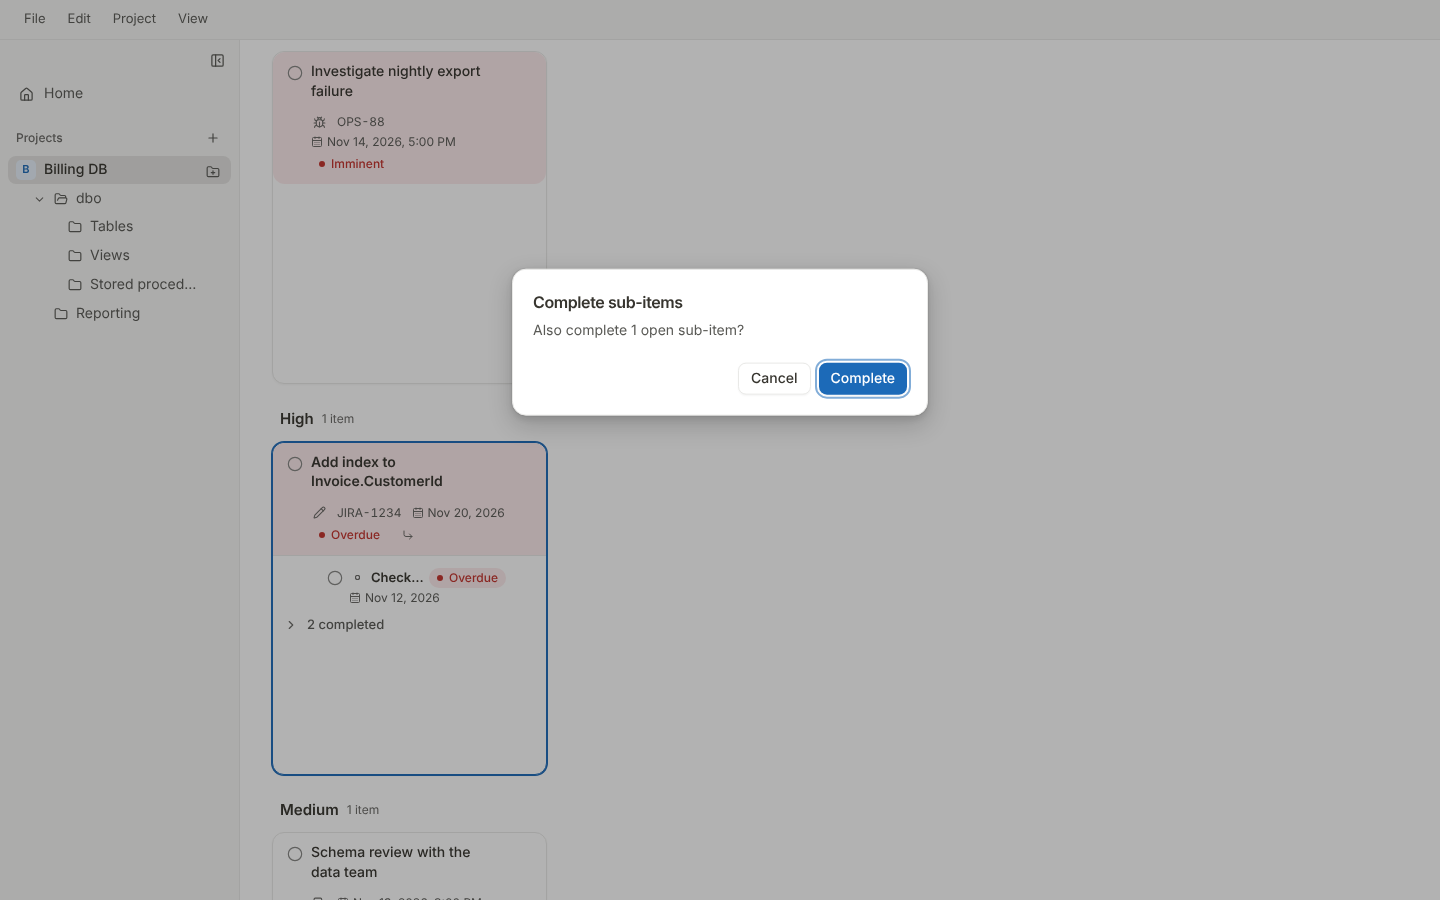 File Edit Project View
Home
Projects
B Billing DB
dbo
Tables
Views
Stored proced...
Reporting
Investigate nightly export
failure
OPS-88
Nov 14, 2026, 5:00 PM
Imminent
Complete sub-items
Also complete 1 open sub-item?
Cancel Complete
High 1 item
Add index to
Invoice.CustomerId
JIRA-1234 Nov 20, 2026
Overdue
Check... Overdue
Nov 12, 2026
2 completed
Medium 1 item
Schema review with the
data team